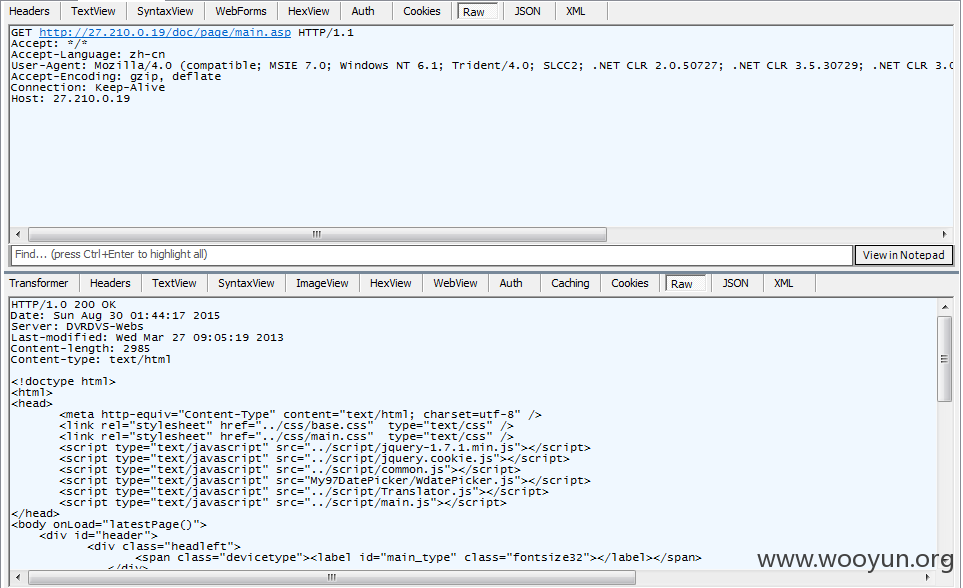 Headers TextView SyntaxView WebForms HexView Auth Cookies Raw JSON XML
GET http://27.210.0.19/doc/page/main.asp HTTP/1.1
Accept: */*
Accept-Language: zh-cn
User-Agent: Mozilla/4.0 (compatible; MSIE 7.0; Windows NT 6.1; Trident/4.0; SLCC2; .NET CLR 2.0.50727; .NET CLR 3.5.30729; .NET CLR 3.0
Accept-Encoding: gzip, deflate
Connection: Keep-Alive
Host: 27.210.0.19
Find... (press Ctrl+Enter to highlight all) View in Notepad
Transformer Headers TextView SyntaxView ImageView HexView WebView Auth Caching Cookies Raw JSON XML
HTTP/1.0 200 OK
Date: Sun Aug 30 01:44:17 2015
Server: DVRDVS-Webs
Last-modified: Wed Mar 27 09:05:19 2013
Content-length: 2985
Content-type: text/html
<!doctype html>
<html>
<head>
<meta http-equiv="Content-Type" content="text/html; charset=utf-8" />
<link rel="stylesheet" href="../css/base.css"  type="text/css" />
<link rel="stylesheet" href="../css/main.css"  type="text/css" />
<script type="text/javascript" src="../script/jquery-1.7.1.min.js"></script>
<script type="text/javascript" src="../script/jquery.cookie.js"></script>
<script type="text/javascript" src="../script/common.js"></script>
<script type="text/javascript" src="My97DatePicker/WdatePicker.js"></script>
<script type="text/javascript" src="../script/Translator.js"></script>
<script type="text/javascript" src="../script/main.js"></script>
</head>
<body onLoad="latestPage()">
<div id="header">
<div class="headleft">
<span class="devicetype"><label id="main_type" class="fontsize32"></label></span>
</div>
www.wooyun.org